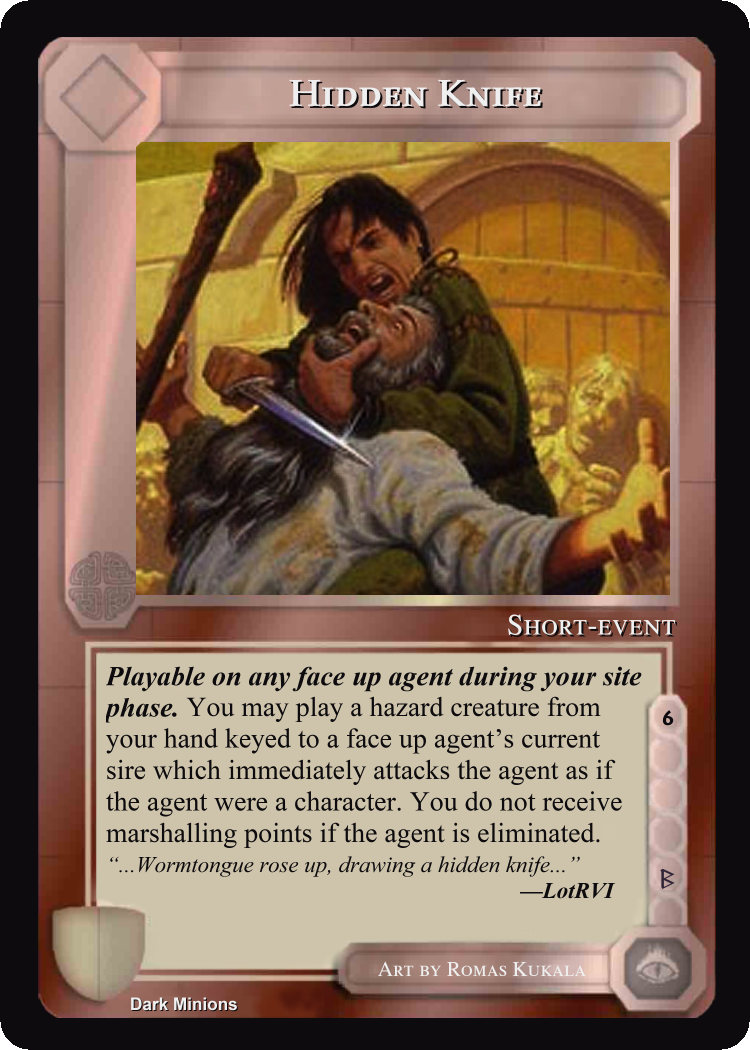 Hidden Knife
Short-event
Playable on any face up agent during your site
phase. You may play a hazard creature from
your hand keyed to a face up agent's current
sire which immediately attacks the agent as if
the agent were a character. You do not receive
marshalling points if the agent is eliminated.
"...Wormtongue rose up, drawing a hidden knife..."
—LotRVI
6
ᛒ
Art by Romas Kukala
Dark Minions